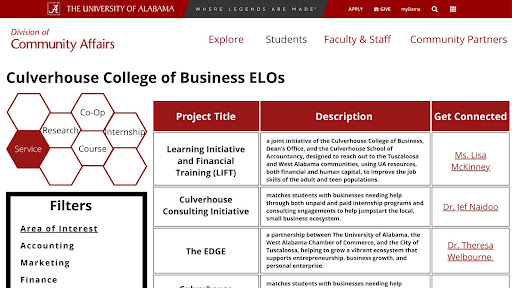 THE UNIVERSITY OF ALABAMA
WHERE LEGENDS ARE MADE®
APPLY
GIVE
myBama
Division of
Community Affairs
Explore
Students
Faculty & Staff
Community Partners
Culverhouse College of Business ELOs
Co-Op
Research
Internship
Service
Course
Filters
Area of Interest
Accounting
Marketing
Finance
Project Title
Description
Get Connected
Learning Initiative
and Financial
Training (LIFT)
a joint initiative of the Culverhouse College of Business,
Dean's Office, and the Culverhouse School of
Accountancy, designed to reach out to the Tuscaloosa
and West Alabama communities, using UA resources,
both financial and human capital, to improve the job
skills of the adult and teen populations.
Ms. Lisa
McKinney
Culverhouse
Consulting Initiative
matches students with businesses needing help
through both unpaid and paid internship programs and
consulting engagements to help jumpstart the local,
small business ecosystem.
Dr. Jef Naidoo
The EDGE
a partnership between The University of Alabama, the
West Alabama Chamber of Commerce, and the City of
Tuscaloosa, helping to grow a vibrant ecosystem that
supports entrepreneurship, business growth, and
personal enterprise.
Dr. Theresa
Welbourne
matches students with businesses needing help